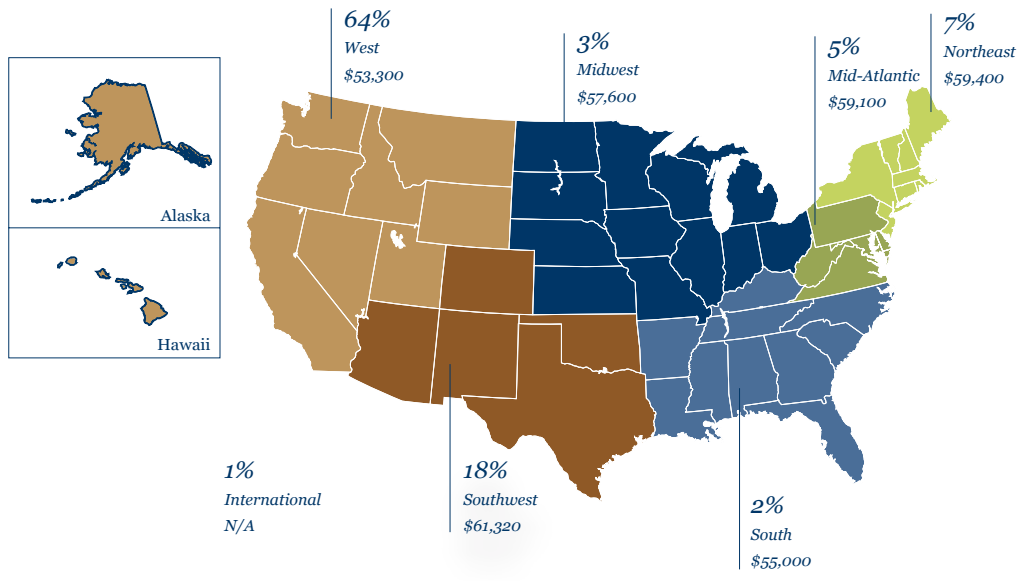 64%
West
$53,300
3%
Midwest
$57,600
5%
Mid-Atlantic
$59,100
7%
Northeast
$59,400
Alaska
Hawaii
1%
International
N/A
18%
Southwest
$61,320
2%
South
$55,000